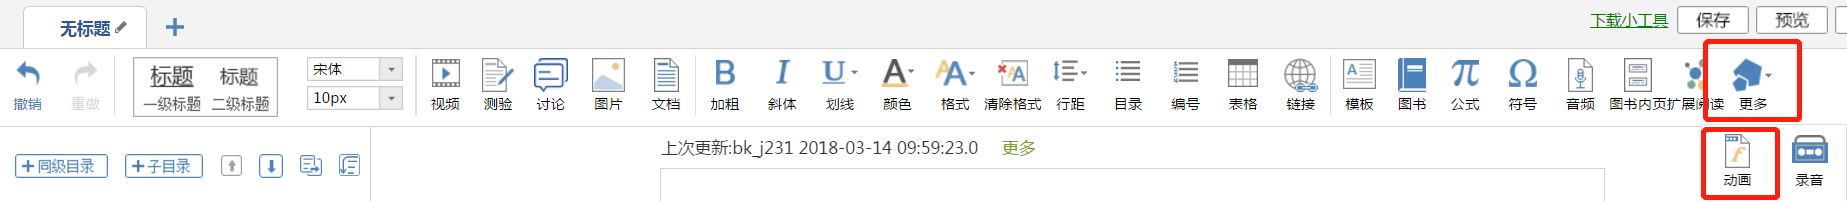 无标题
下载小工具 保存 预览
标题 标题
宋体
10px
撤销 重做 一级标题 二级标题 视频 测验 讨论 图片 文档 加粗 斜体 划线 颜色 格式 清除格式 行距 目录 编号 表格 链接 模板 图书 公式 符号 音频 图书内页 扩展阅读 更多
+同级目录 +子目录
上次更新:bk_j231 2018-03-14 09:59:23.0 更多
动画 录音